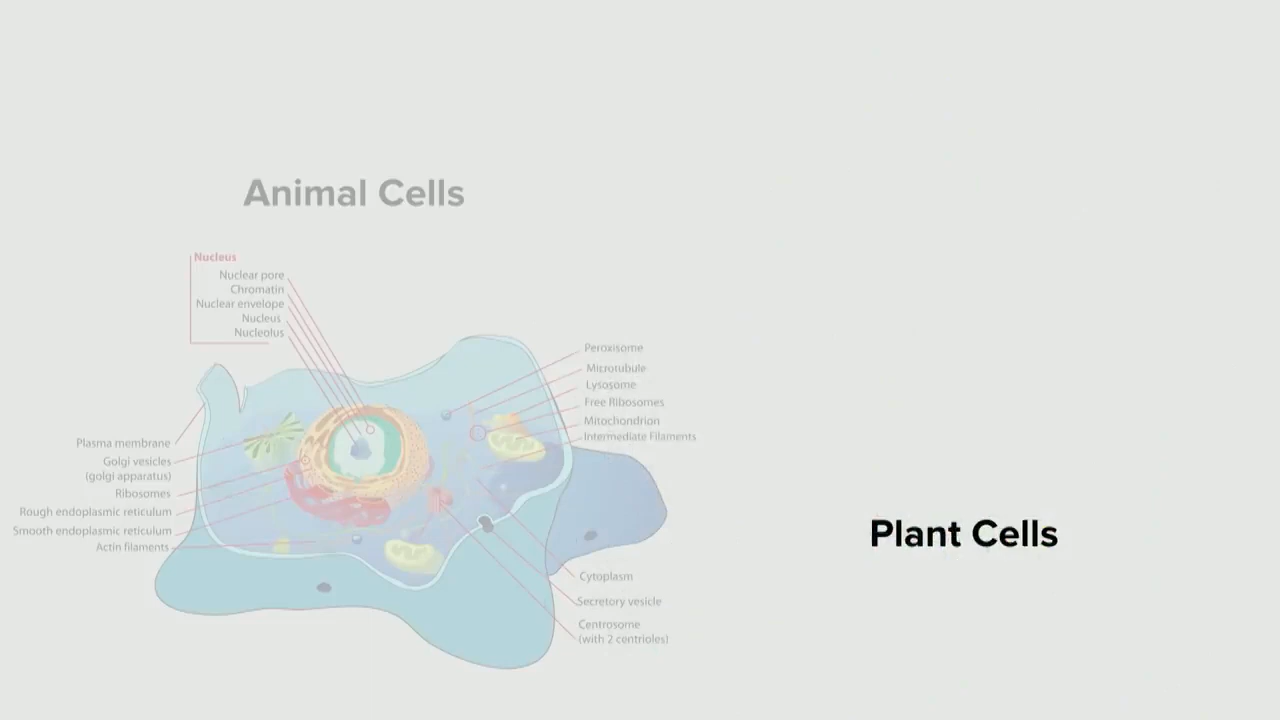 Animal Cells
Nucleus
Nuclear pore
Chromatin
Nuclear envelope
Nucleus
Nucleolus
Peroxisome
Microtubule
Lysosome
Free Ribosomes
Mitochondrion
Intermediate Filaments
Plasma membrane
Golgi vesicles
(golgi apparatus)
Ribosomes
Rough endoplasmic reticulum
Smooth endoplasmic reticulum
Actin filaments
Cytoplasm
Secretory vesicle
Centrosome
(with 2 centrioles)
Plant Cells